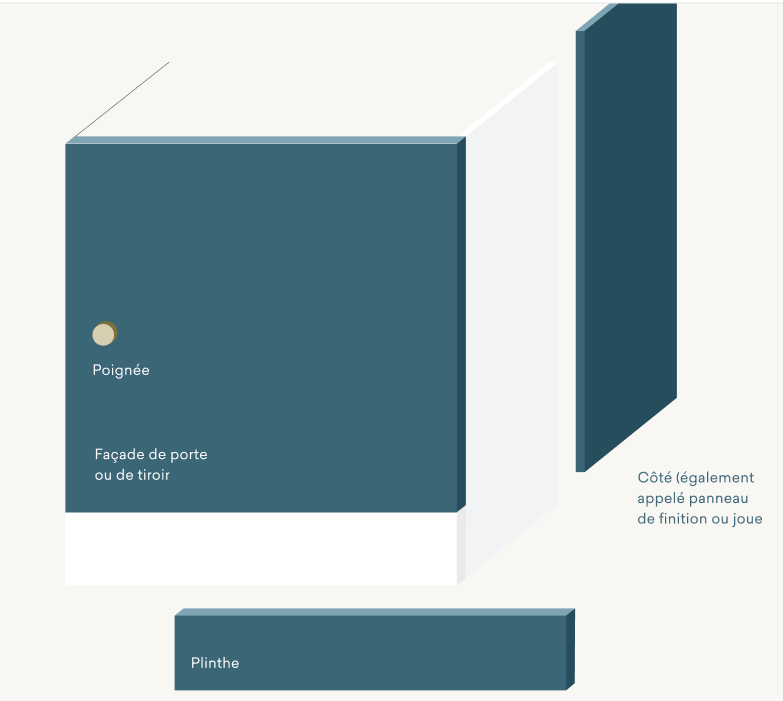 Poignée
Façade de porte
ou de tiroir
Côté (également
appelé panneau
de finition ou joue
Plinthe